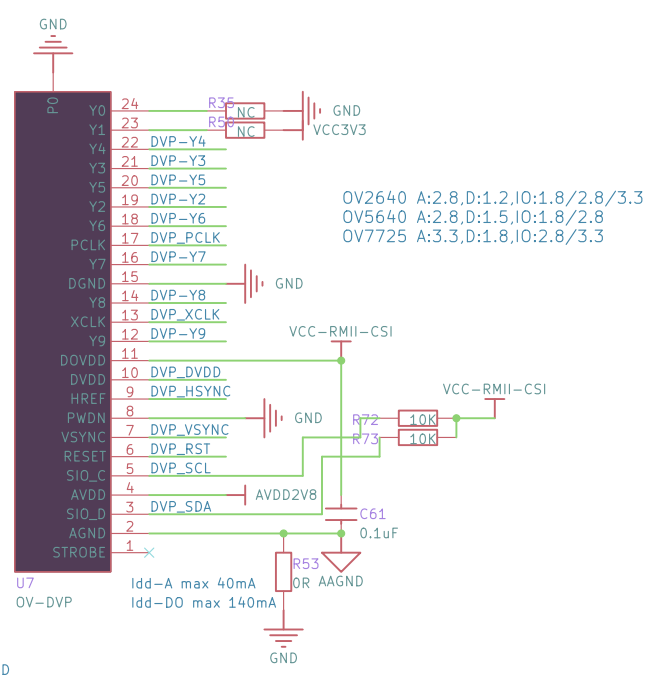 GND
P0
Y0 24 R35 NC GND
Y1 23 R50 NC VCC3V3
Y4 22 DVP-Y4
Y3 21 DVP-Y3
Y5 20 DVP-Y5
Y2 19 DVP-Y2
Y6 18 DVP-Y6
PCLK 17 DVP_PCLK
Y7 16 DVP-Y7
DGND 15 GND
Y8 14 DVP-Y8
XCLK 13 DVP_XCLK
Y9 12 DVP-Y9
DOVDD 11
DVDD 10 DVP_DVDD
HREF 9 DVP_HSYNC
PWDN 8 GND
VSYNC 7 DVP_VSYNC
RESET 6 DVP_RST
SIO_C 5 DVP_SCL
AVDD 4 AVDD2V8
SIO_D 3 DVP_SDA
AGND 2
STROBE 1
U7
OV-DVP
OV2640 A:2.8,D:1.2,IO:1.8/2.8/3.3
OV5640 A:2.8,D:1.5,IO:1.8/2.8
OV7725 A:3.3,D:1.8,IO:2.8/3.3
VCC-RMII-CSI
VCC-RMII-CSI
R72 10K
R73 10K
C61
0.1uF
R53
0R
AAGND
Idd-A max 40mA
Idd-DO max 140mA
GND
D